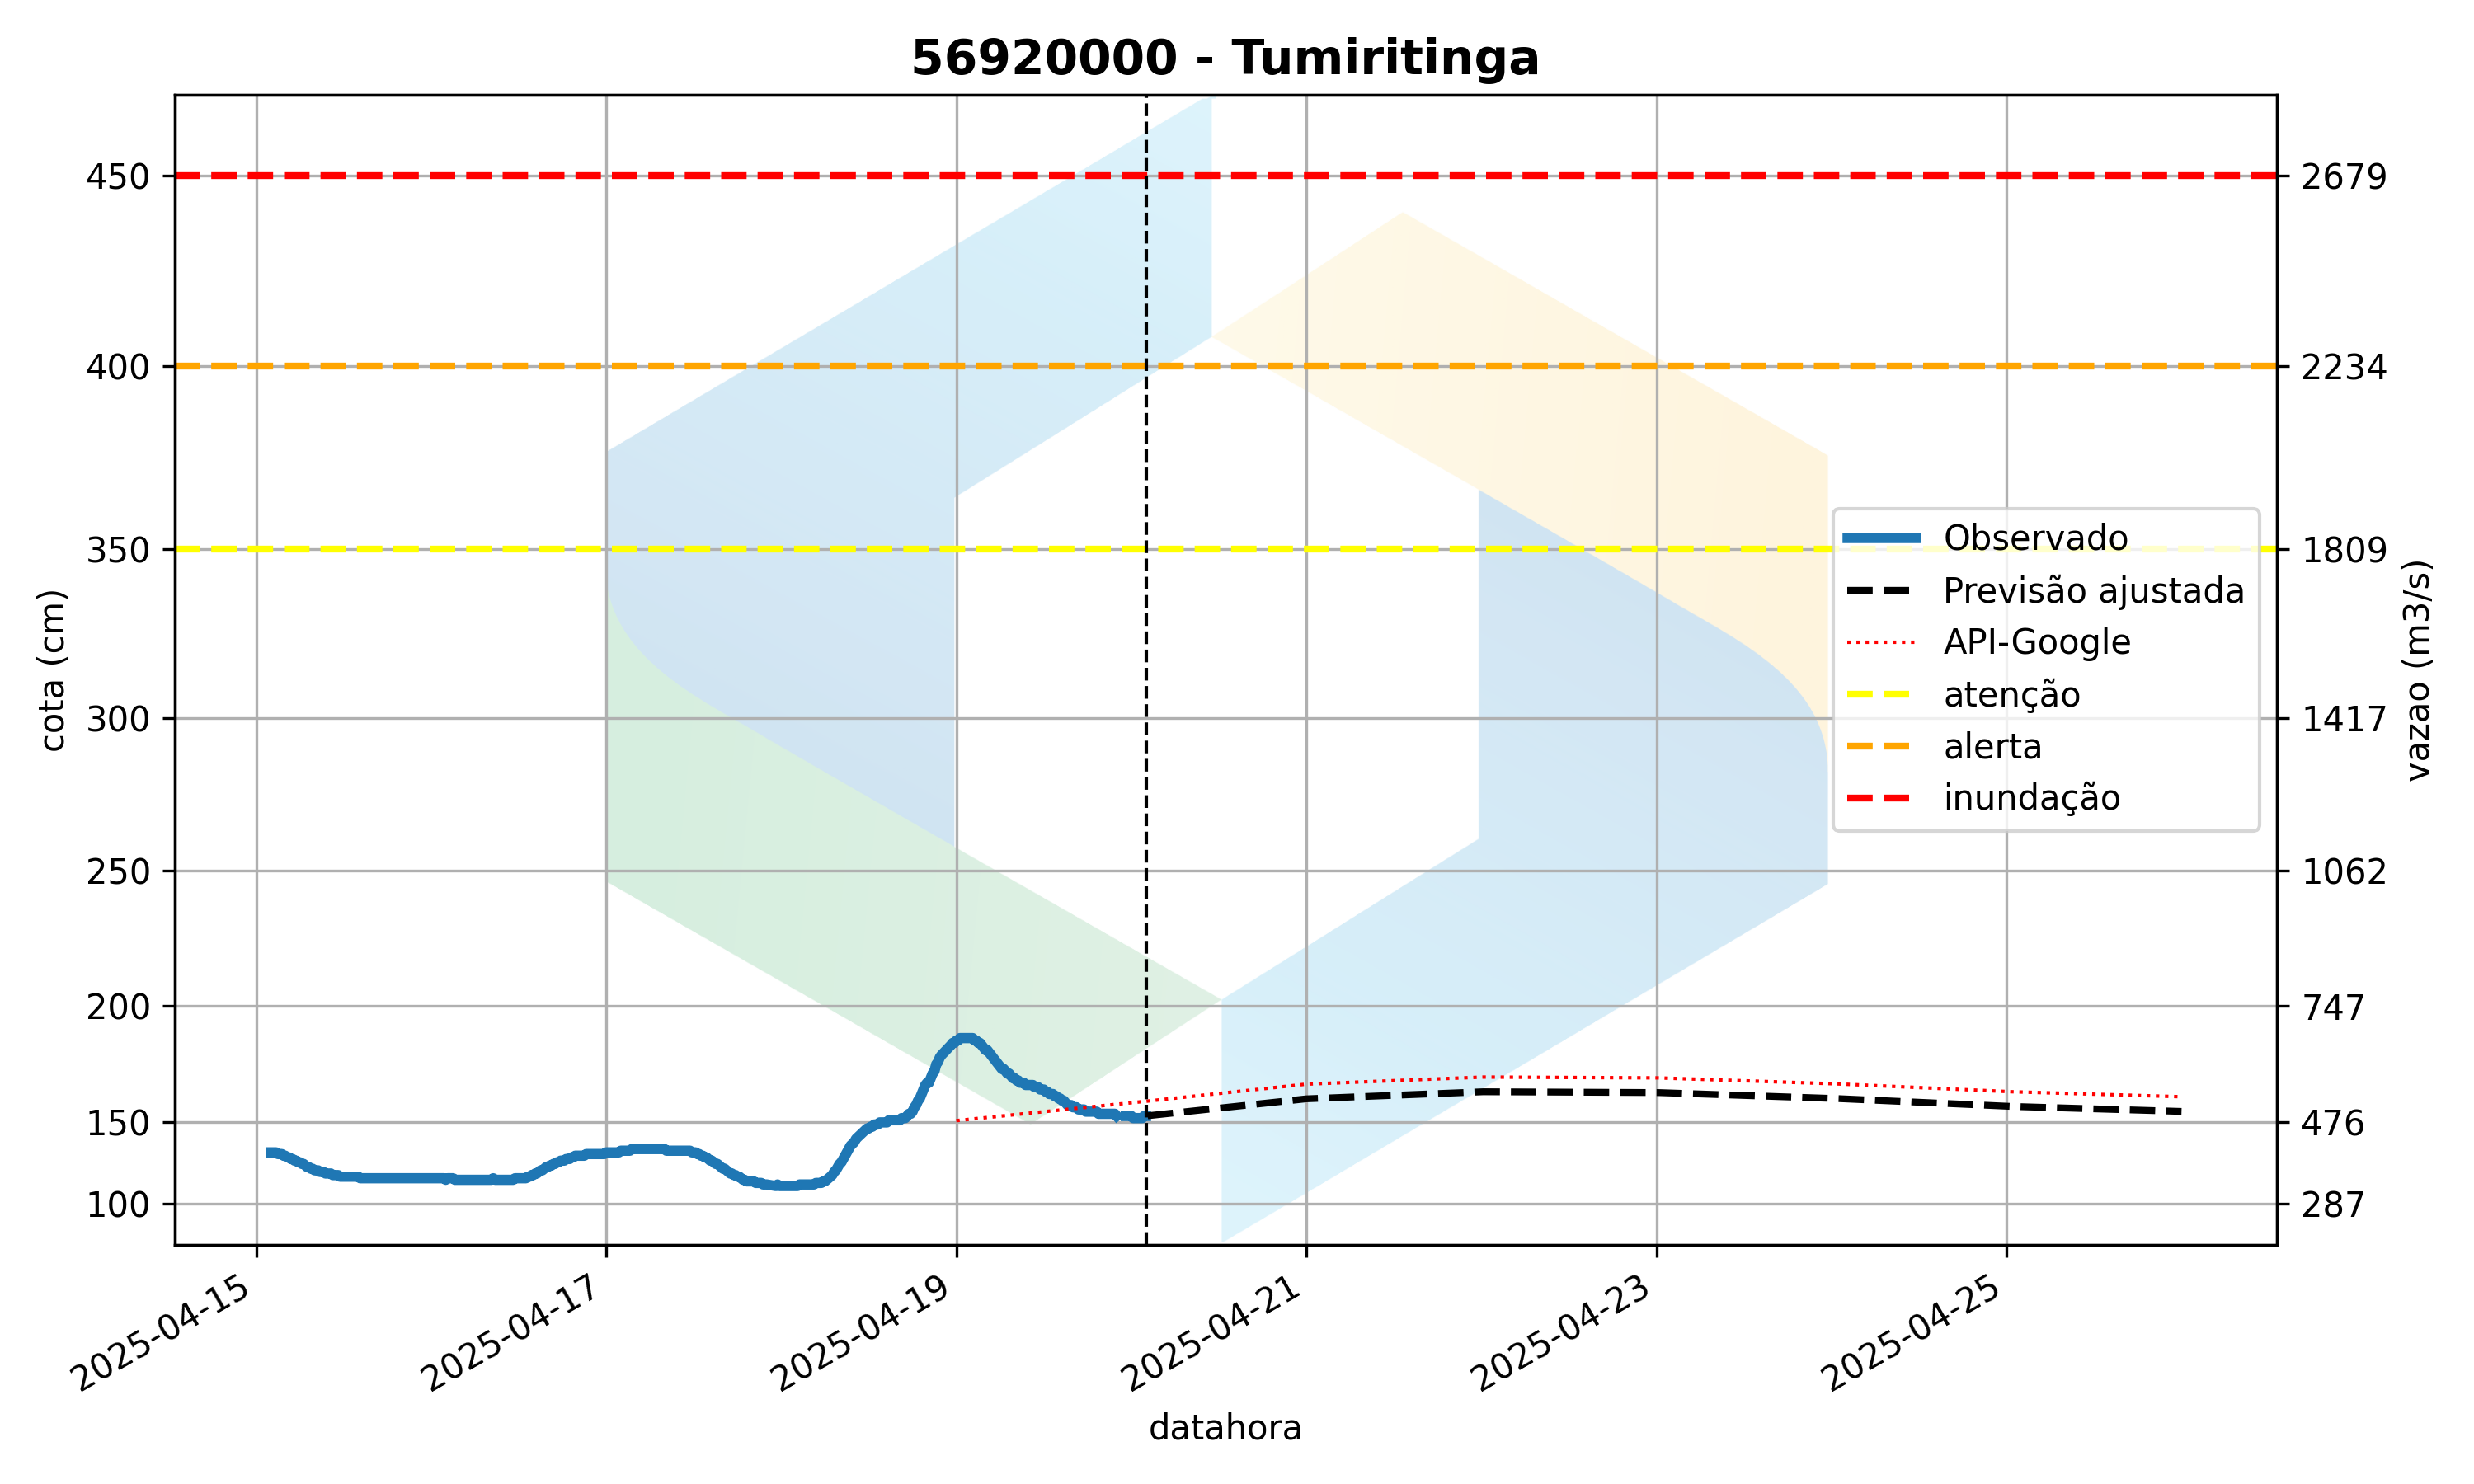 56920000 - Tumiritinga
cota (cm)
450
400
350
300
250
200
150
100
2679
2234
1809
1417
1062
747
476
287
vazao (m3/s)
Observado
Previsão ajustada
API-Google
atenção
alerta
inundação
2025-04-15
2025-04-17
2025-04-19
2025-04-21
2025-04-23
2025-04-25
datahora